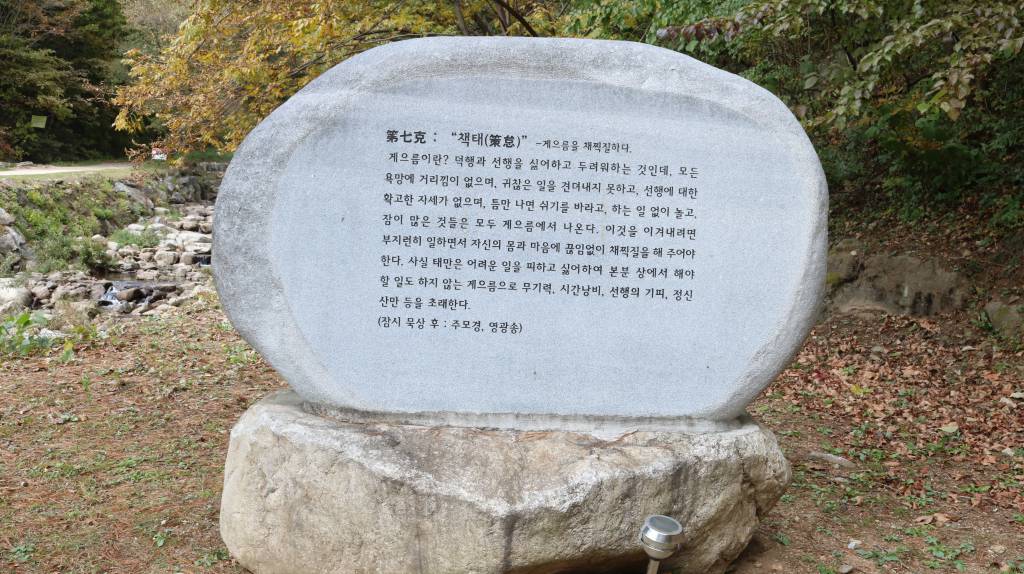 第七克 : “책태(策怠)” -게으름을 채찍질하다.
게으름이란? 덕행과 선행을 싫어하고 두려워하는 것인데, 모든
욕망에 거리낌이 없으며, 귀찮은 일을 견뎌내지 못하고, 선행에 대한
확고한 자세가 없으며, 틈만 나면 쉬기를 바라고, 하는 일 없이 놀고,
잠이 많은 것들은 모두 게으름에서 나온다. 이것을 이겨내려면
부지런히 일하면서 자신의 몸과 마음에 끊임없이 채찍질을 해 주어야
한다. 사실 태만은 어려운 일을 피하고 싫어하여 본분 상에서 해야
할 일도 하지 않는 게으름으로 무기력, 시간낭비, 선행의 기피, 정신
산만 등을 초래한다.
(잠시 묵상 후 : 주모경, 영광송)